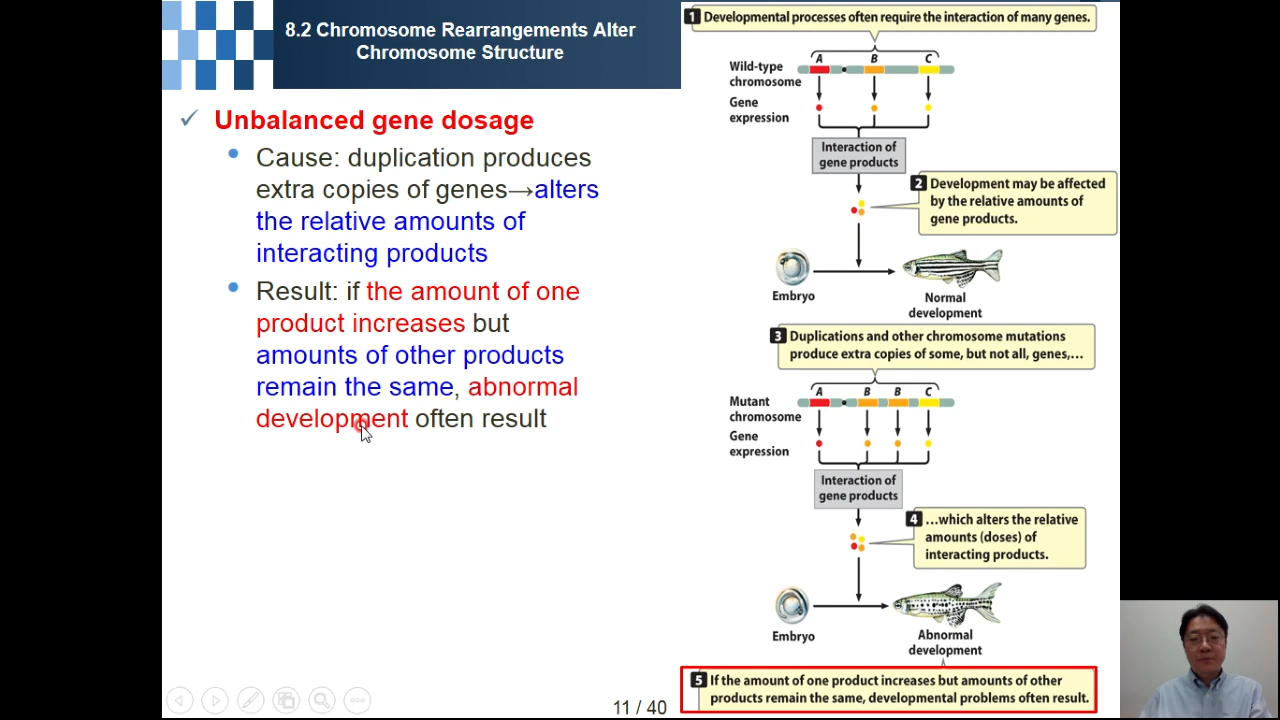 8.2 Chromosome Rearrangements Alter
Chromosome Structure
✓ Unbalanced gene dosage
• Cause: duplication produces
extra copies of genes→alters
the relative amounts of
interacting products
• Result: if the amount of one
product increases but
amounts of other products
remain the same, abnormal
development often result
11 / 40
1 Developmental processes often require the interaction of many genes.
A B C
Wild-type
chromosome
Gene
expression
Interaction of
gene products
2 Development may be affected
by the relative amounts of
gene products.
Embryo
Normal
development
3 Duplications and other chromosome mutations
produce extra copies of some, but not all, genes,...
A B B C
Mutant
chromosome
Gene
expression
Interaction of
gene products
4 ...which alters the relative
amounts (doses) of
interacting products.
Embryo
Abnormal
development
5 If the amount of one product increases but amounts of other
products remain the same, developmental problems often result.